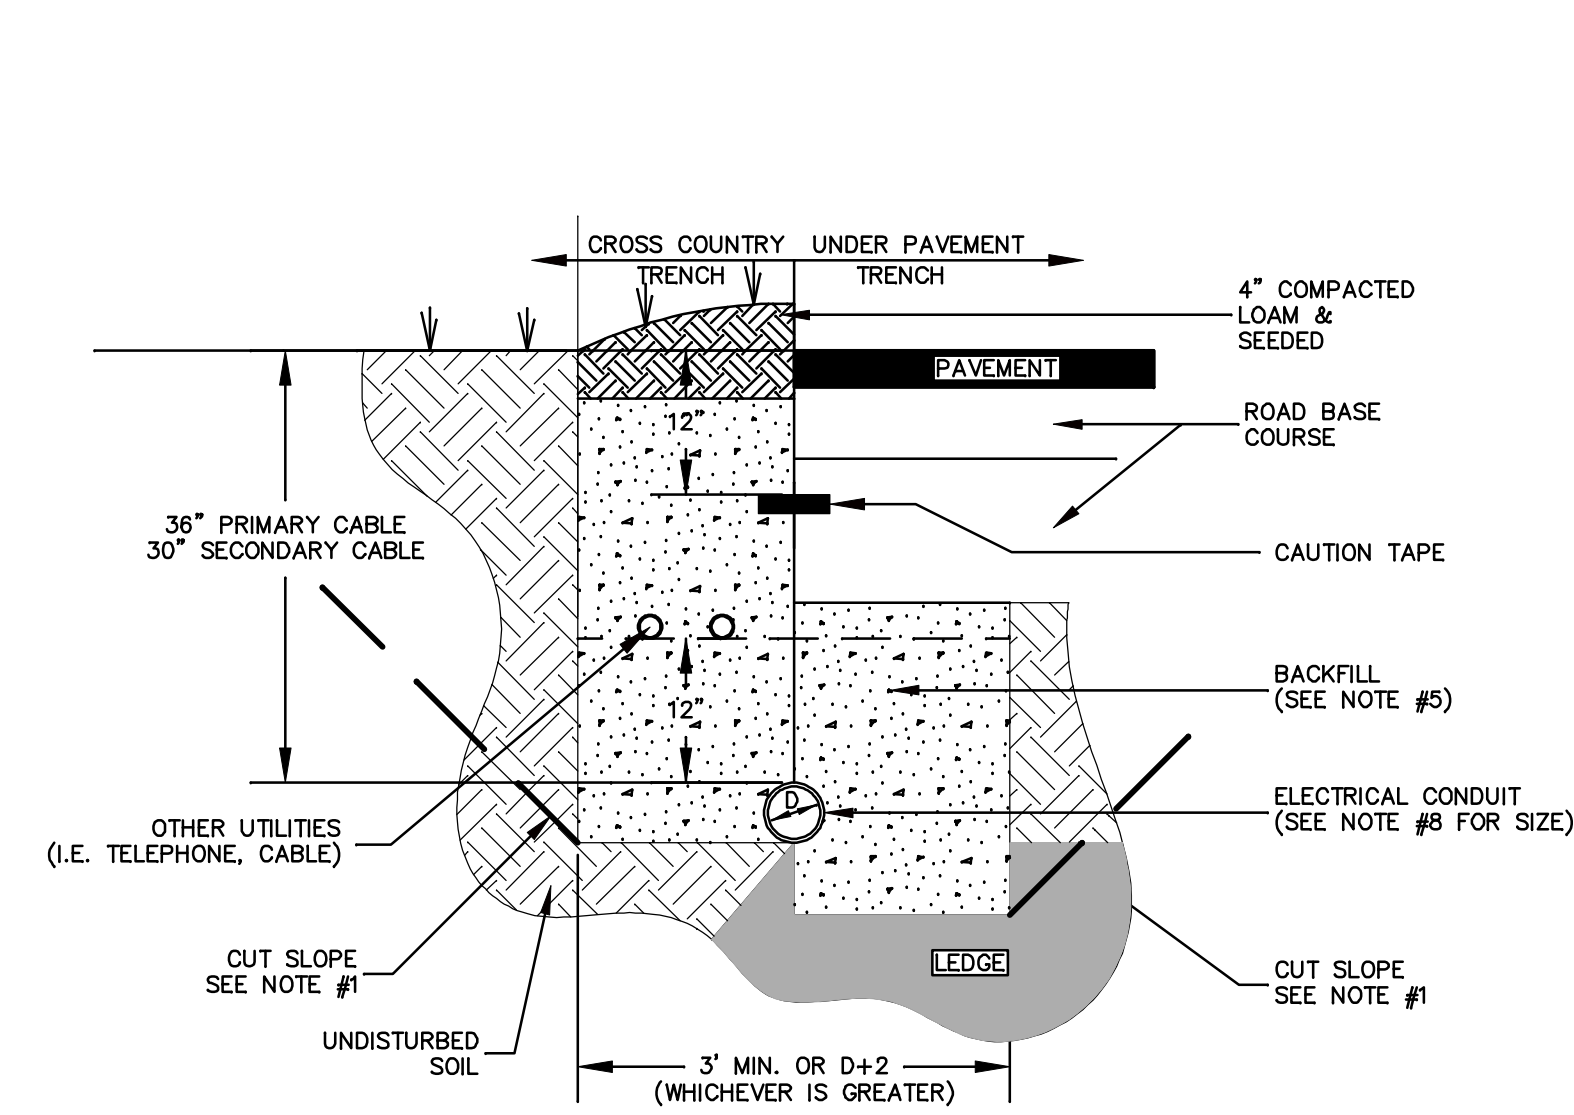 CROSS COUNTRY
TRENCH
UNDER PAVEMENT
TRENCH
4" COMPACTED
LOAM &
SEEDED
PAVEMENT
ROAD BASE
COURSE
12"
36" PRIMARY CABLE
30" SECONDARY CABLE
CAUTION TAPE
BACKFILL
(SEE NOTE #5)
12"
D
ELECTRICAL CONDUIT
(SEE NOTE #8 FOR SIZE)
OTHER UTILITIES
(I.E. TELEPHONE, CABLE)
CUT SLOPE
SEE NOTE #1
LEDGE
CUT SLOPE
SEE NOTE #1
UNDISTURBED
SOIL
3' MIN. OR D+2
(WHICHEVER IS GREATER)